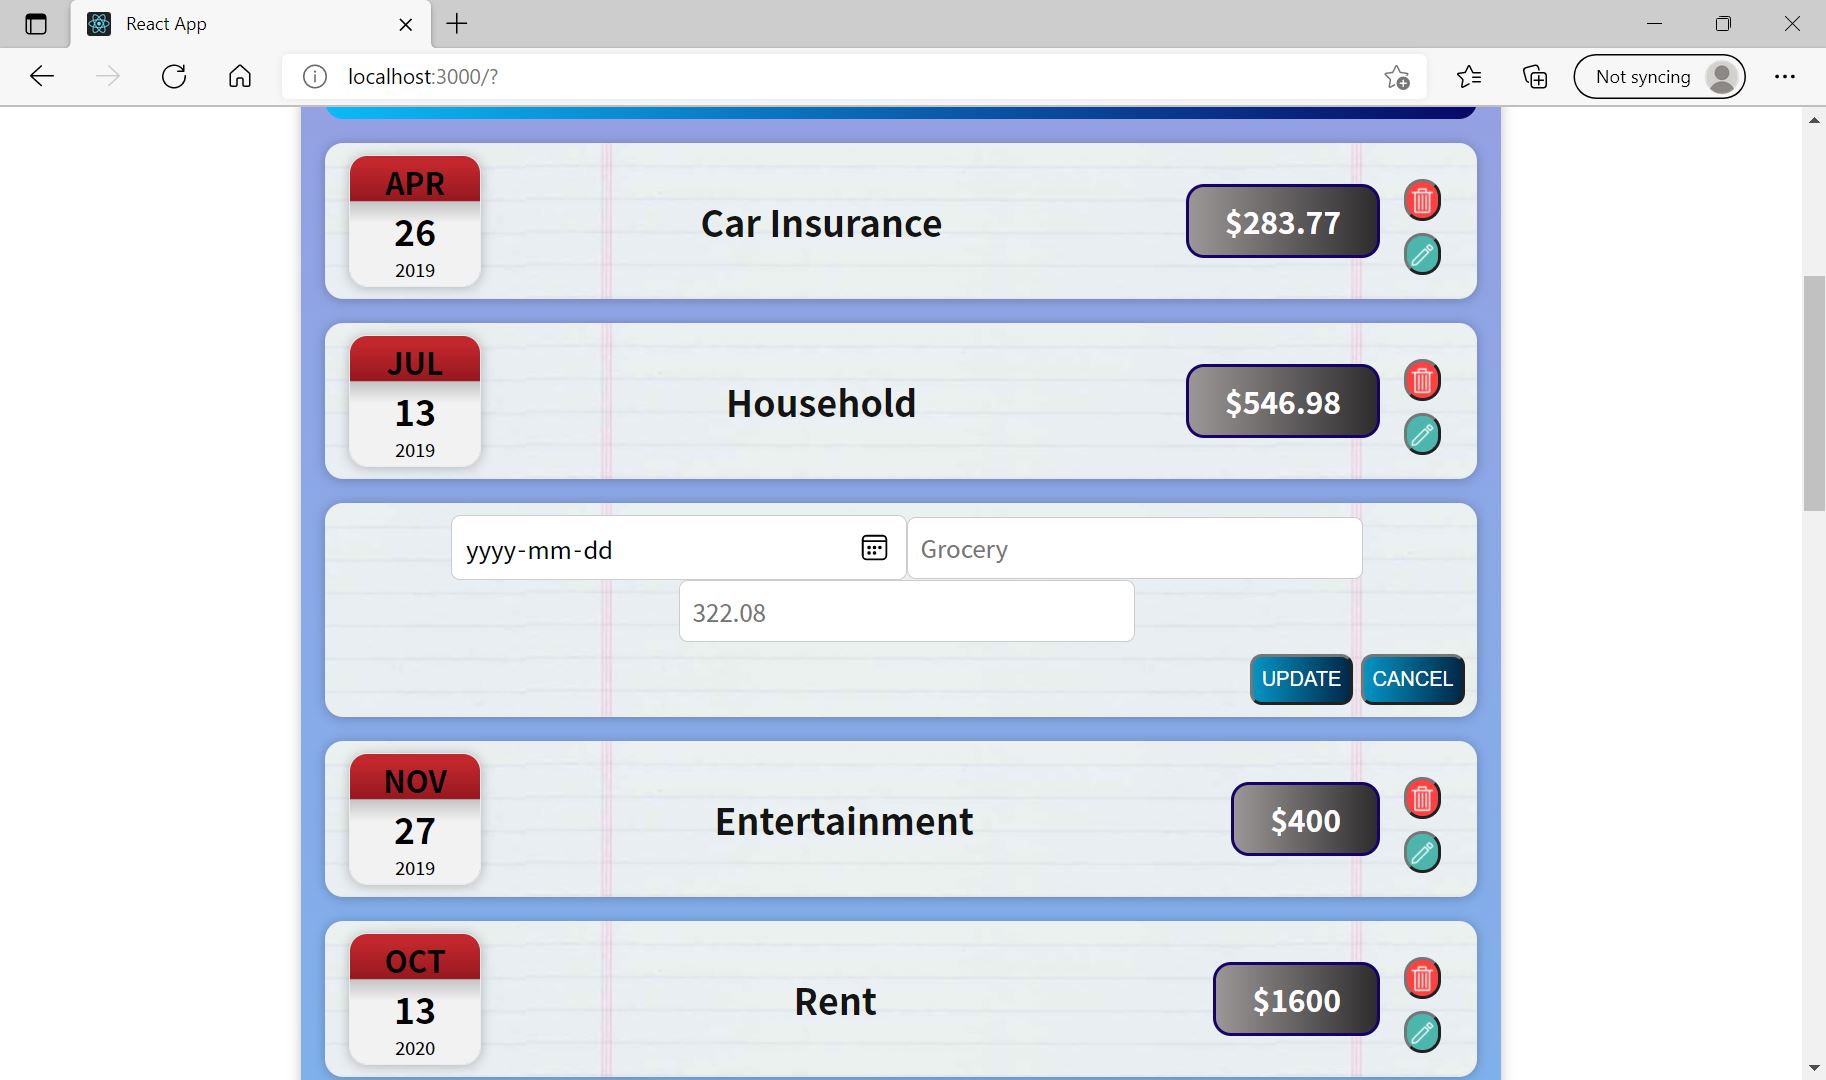 React App
localhost:3000/?
Not syncing
APR
26
2019
Car Insurance
$283.77
JUL
13
2019
Household
$546.98
yyyy-mm-dd
Grocery
322.08
UPDATE
CANCEL
NOV
27
2019
Entertainment
$400
OCT
13
2020
Rent
$1600